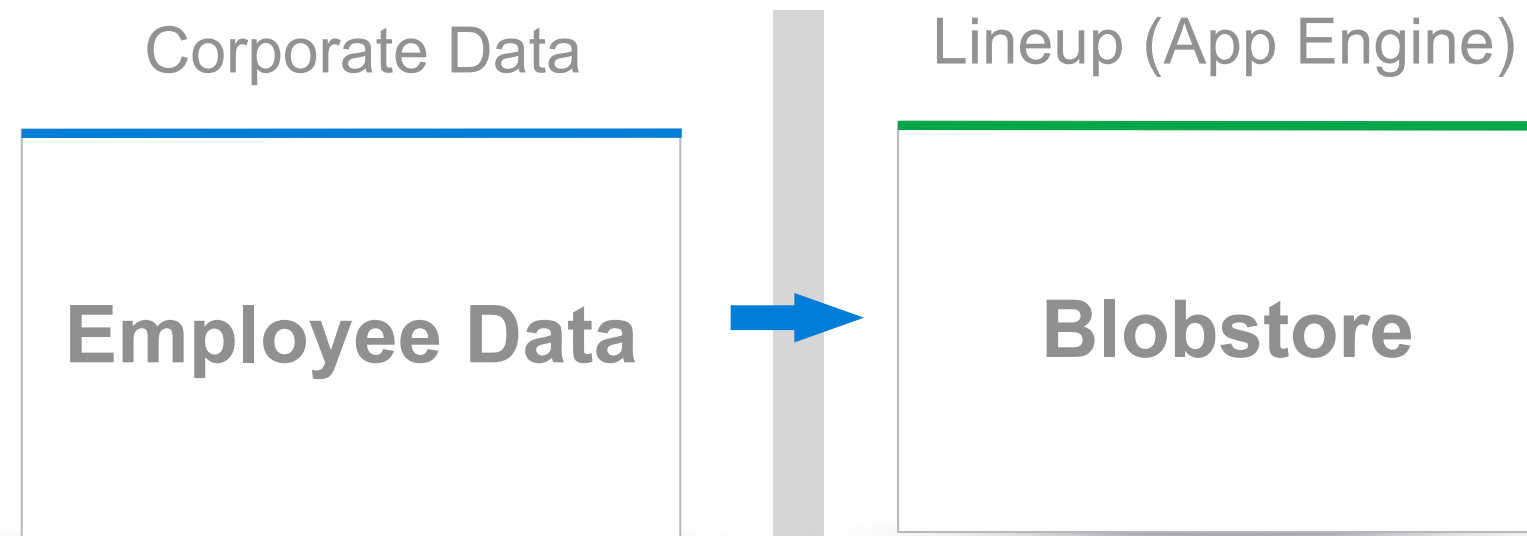 Corporate Data
Lineup (App Engine)
Employee Data
Blobstore